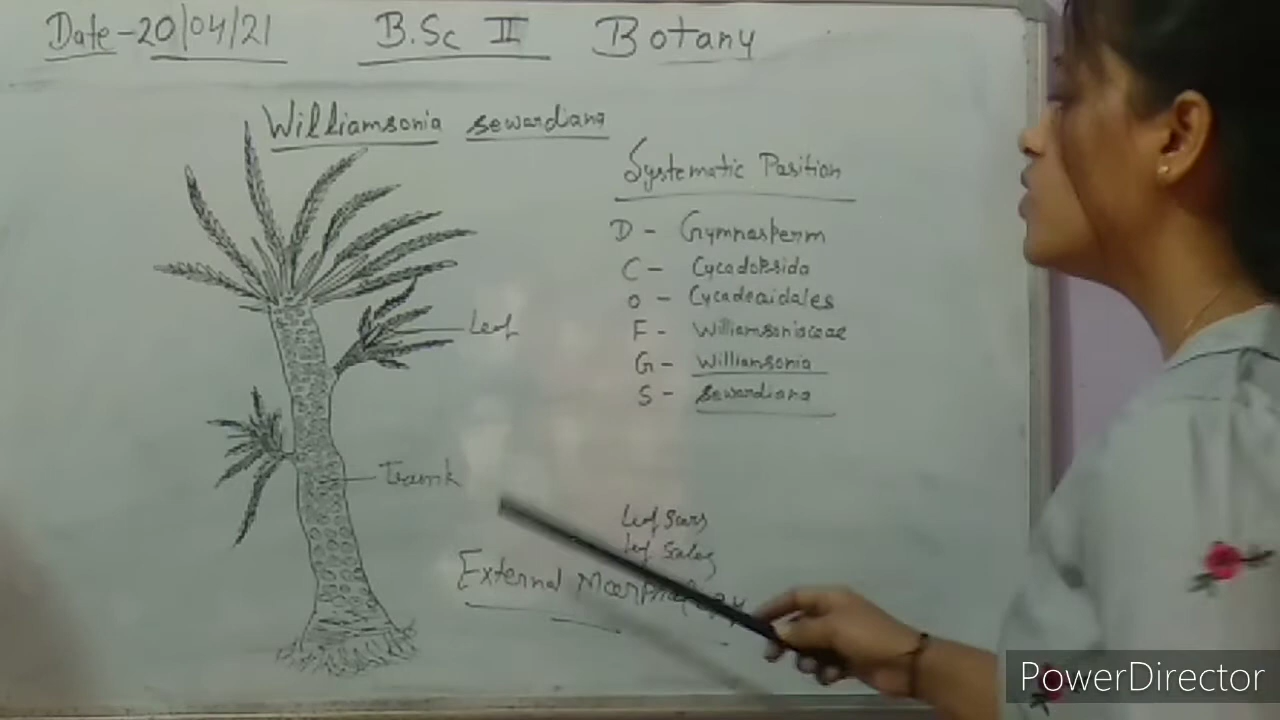 Date-20/04/21 B.Sc II Botany
Williamsonia sewardiana
Systematic Position
D - Gymnosperm
C - Cycadopsida
O - Cycadeoidales
F - Williamsoniaceae
G - Williamsonia
S - sewardiana
Leaf
Trunk
Leaf Scars
leaf Scales
External Morphology
PowerDirector